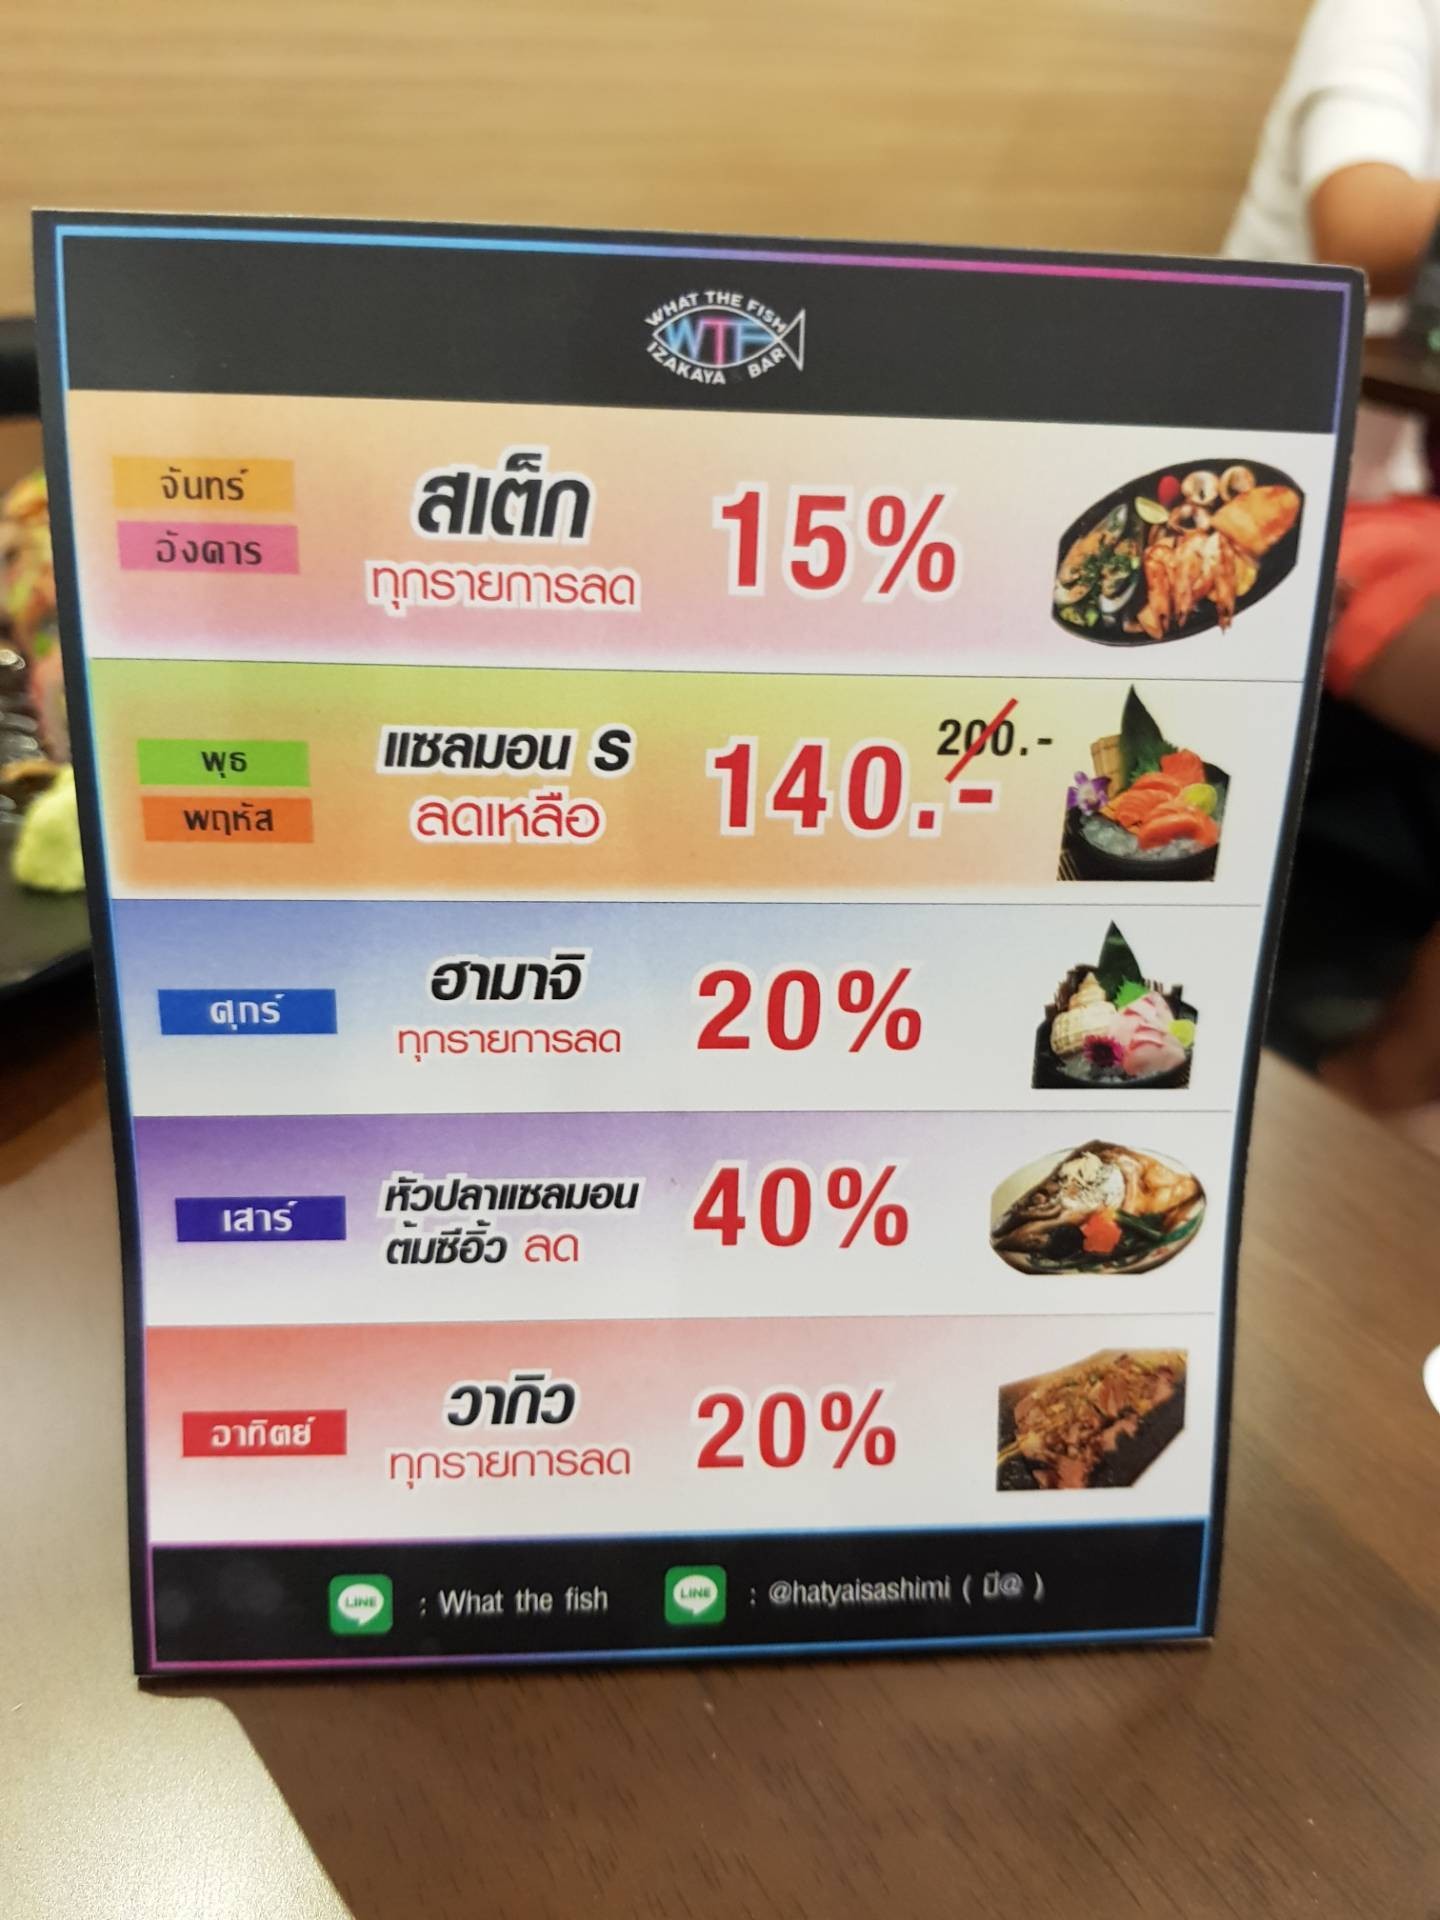 WHAT THE FISH
WTF
IZAKAYA & BAR
จันทร์
อังคาร
สเต็ก
ทุกรายการลด
15%
พุธ
พฤหัส
แซลมอน S
ลดเหลือ
140.-
200.-
ศุกร์
ฮามาจิ
ทุกรายการลด
20%
เสาร์
หัวปลาแซลมอน
ต้มซีอิ้ว ลด
40%
อาทิตย์
วากิว
ทุกรายการลด
20%
LINE : What the fish
LINE : @hatyaisashimi ( มี@ )